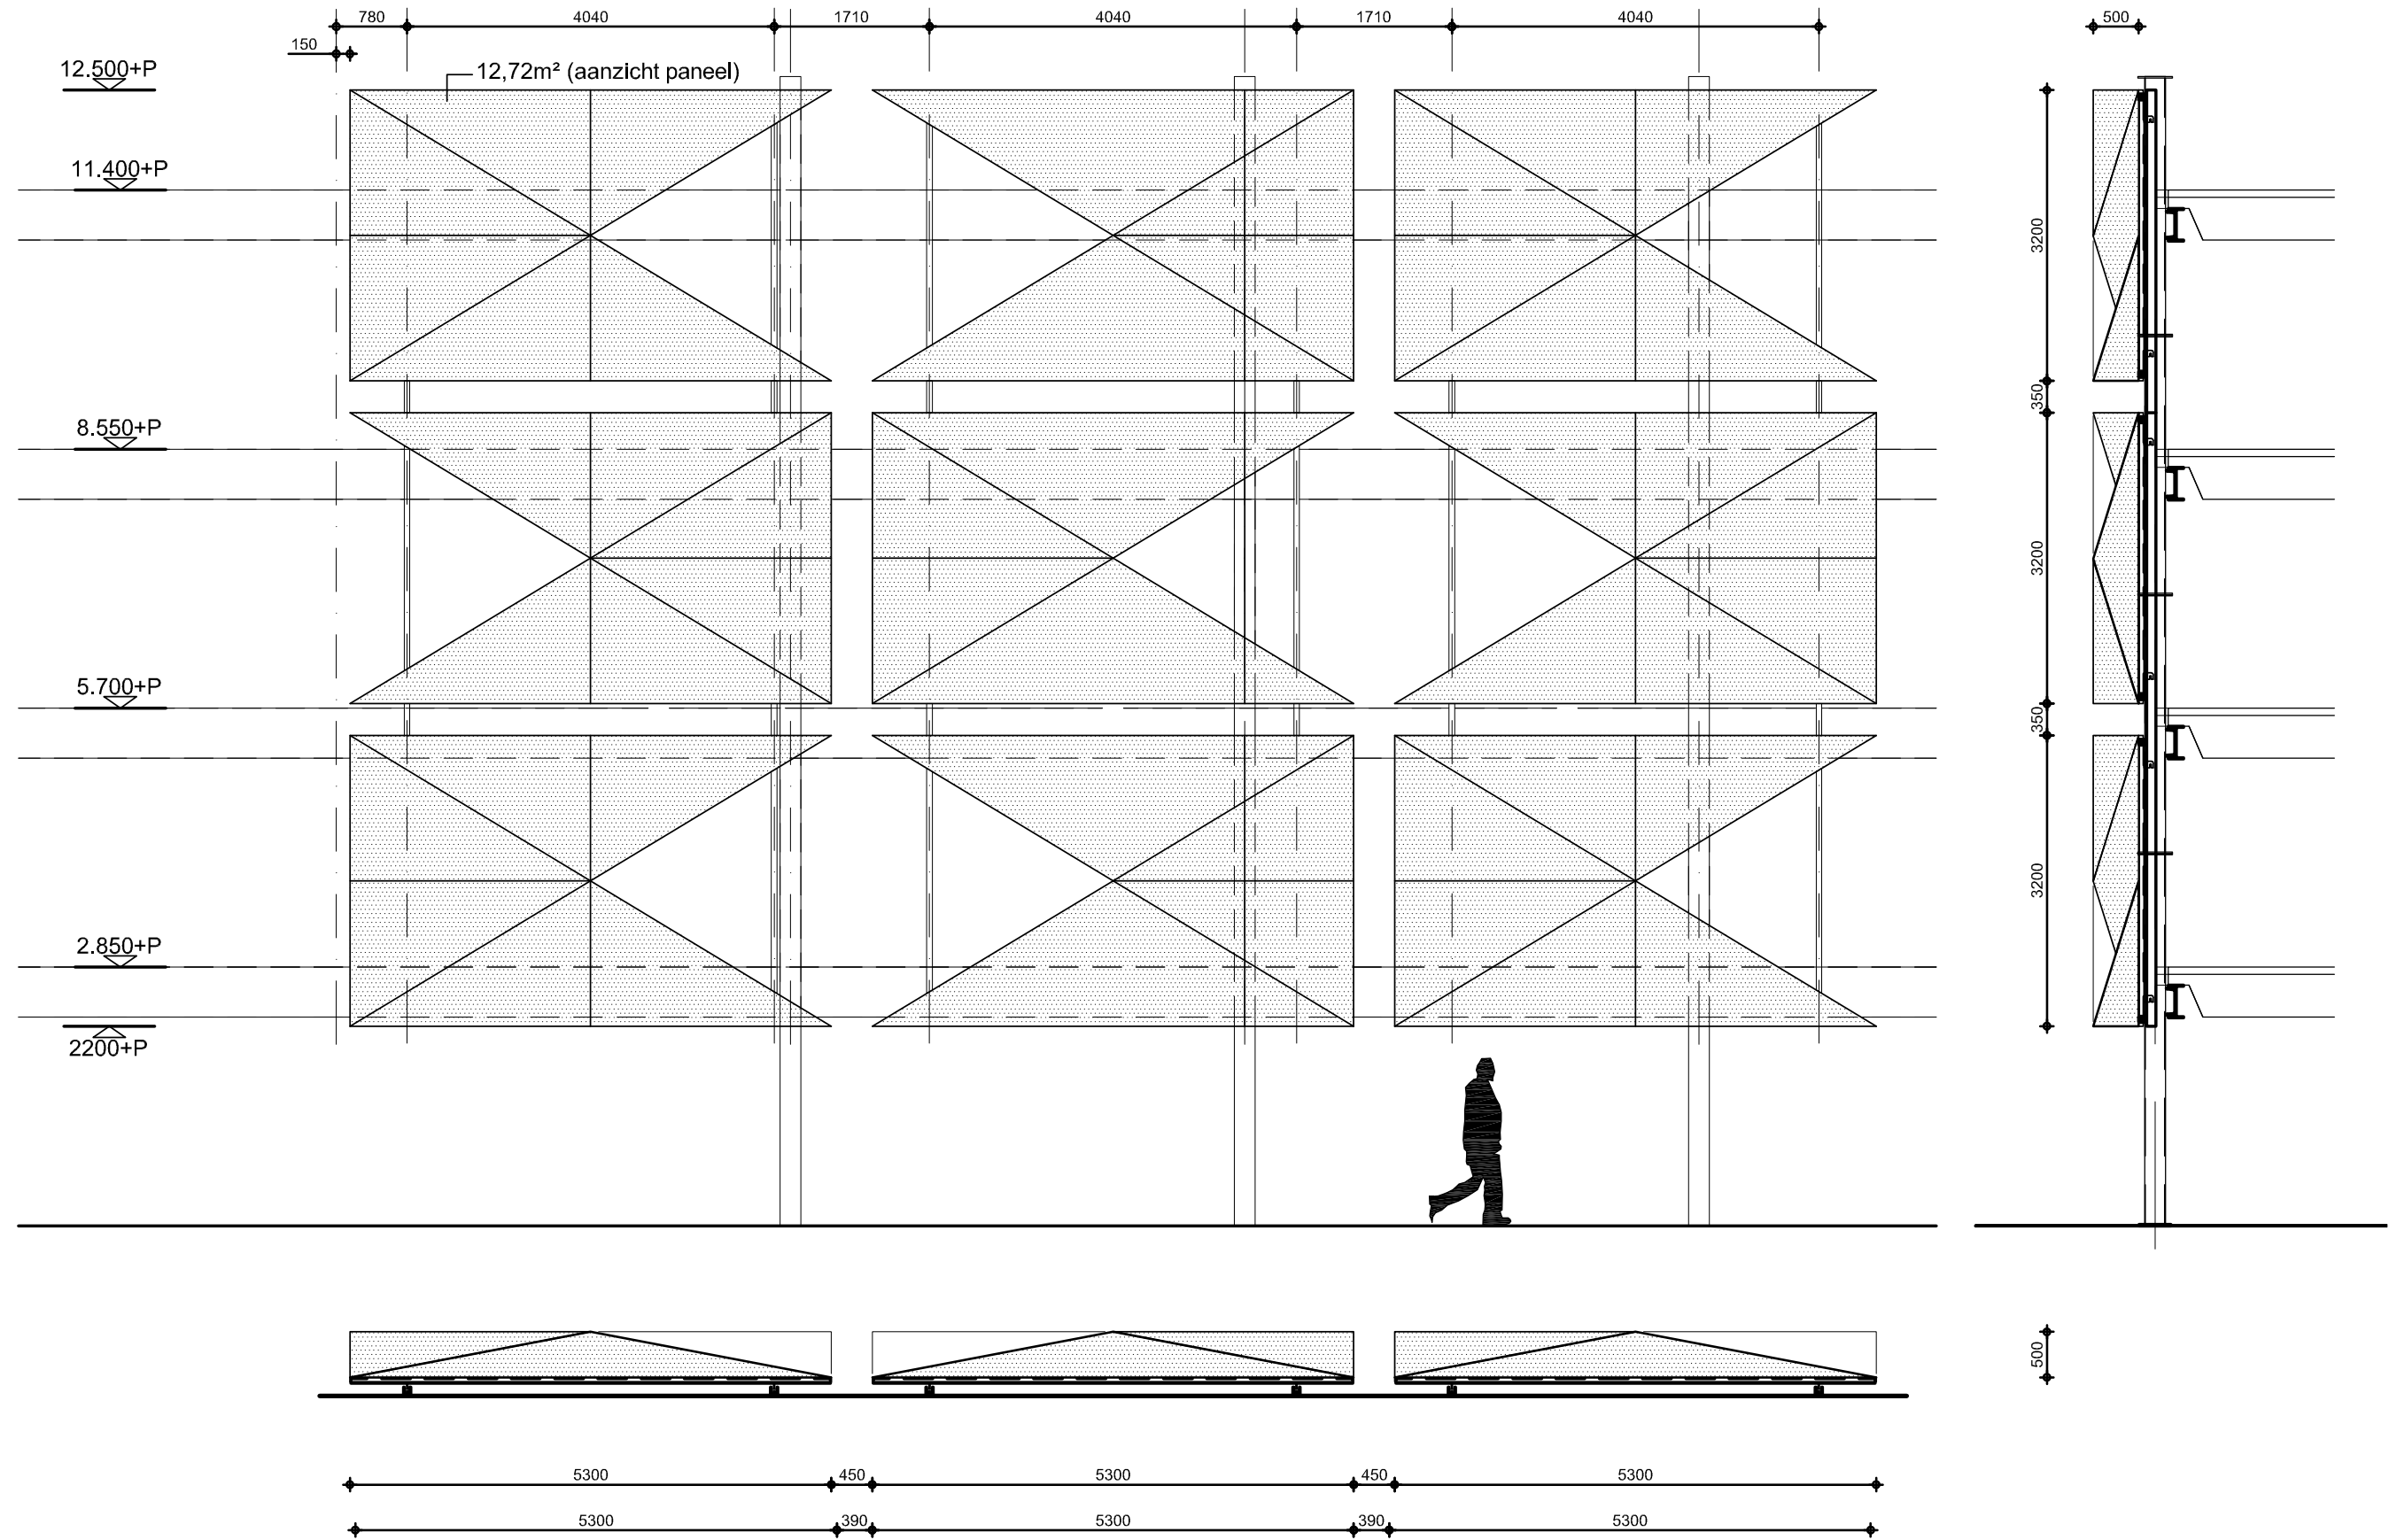 780 4040 1710 4040 1710 4040 500
150
12,72m² (aanzicht paneel)
12.500+P
11.400+P
3200
350
8.550+P
3200
5.700+P
350
3200
2.850+P
2200+P
500
5300 450 5300 450 5300
5300 390 5300 390 5300